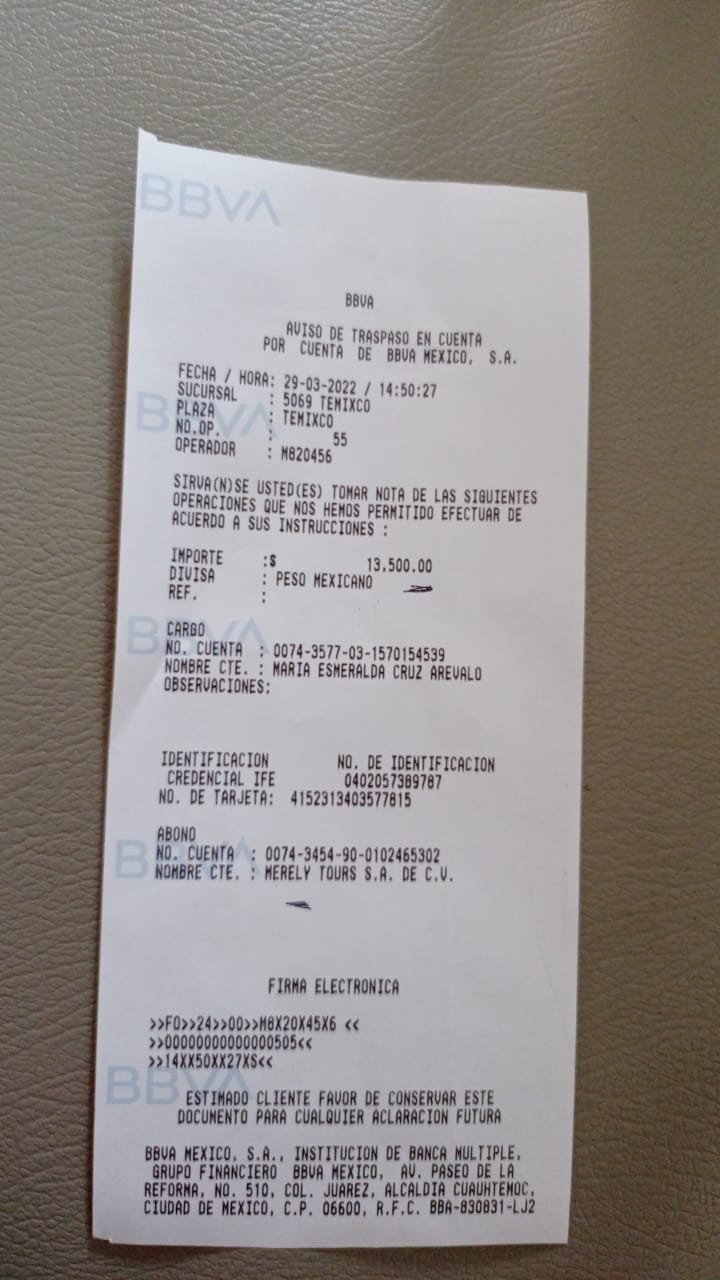 BBVA
BBVA
AVISO DE TRASPASO EN CUENTA
POR CUENTA DE BBVA MEXICO, S.A.
FECHA / HORA: 29-03-2022 / 14:50:27
SUCURSAL : 5069 TEMIXCO
PLAZA : TEMIXCO
NO.OP. : 55
OPERADOR : M820456
BBVA
SIRVA(N)SE USTED(ES) TOMAR NOTA DE LAS SIGUIENTES
OPERACIONES QUE NOS HEMOS PERMITIDO EFECTUAR DE
ACUERDO A SUS INSTRUCCIONES :
IMPORTE :$ 13,500.00
DIVISA : PESO MEXICANO
REF. :
BBVA
CARGO
NO. CUENTA : 0074-3577-03-1570154539
NOMBRE CTE. : MARIA ESMERALDA CRUZ AREVALO
OBSERVACIONES:
IDENTIFICACION NO. DE IDENTIFICACION
CREDENCIAL IFE 0402057389787
NO. DE TARJETA: 4152313403577815
ABONO
BBVA
NO. CUENTA : 0074-3454-90-0102465302
NOMBRE CTE. : MERELY TOURS S.A. DE C.V.
FIRMA ELECTRONICA
>>FO>>24>>00>>M8X20X45X6 <<
>>00000000000000505<<
>>14XX50XX27XS<<
BBVA
ESTIMADO CLIENTE FAVOR DE CONSERVAR ESTE
DOCUMENTO PARA CUALQUIER ACLARACION FUTURA
BBVA MEXICO, S.A., INSTITUCION DE BANCA MULTIPLE,
GRUPO FINANCIERO BBVA MEXICO, AV. PASEO DE LA
REFORMA, NO. 510, COL. JUAREZ, ALCALDIA CUAUHTEMOC,
CIUDAD DE MEXICO, C.P. 06600, R.F.C. BBA-830831-LJ2